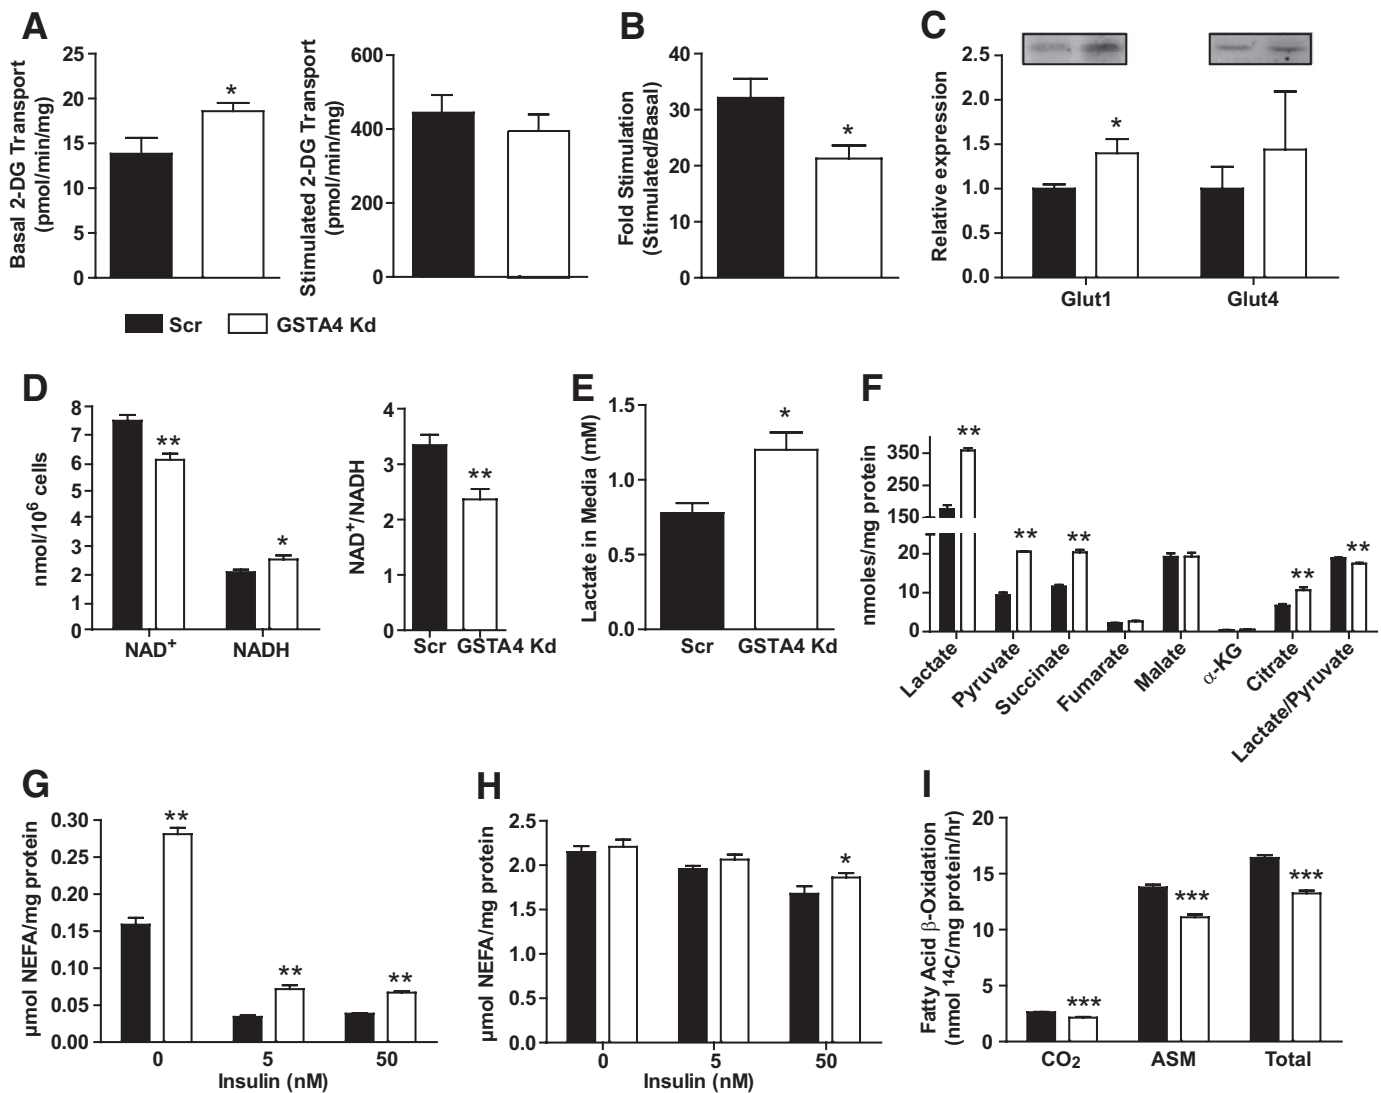 A
Basal 2-DG Transport
(pmol/min/mg)
25
20
15
10
5
0
*
Stimulated 2-DG Transport
(pmol/min/mg)
600
400
200
0
Scr
GSTA4 Kd
B
Fold Stimulation
(Stimulated/Basal)
40
30
20
10
0
*
C
Relative expression
2.5
2.0
1.5
1.0
0.5
0.0
*
Glut1
Glut4
D
nmol/10⁶ cells
8
7
6
5
4
3
2
1
0
**
*
NAD⁺
NADH
NAD⁺/NADH
4
3
2
1
0
**
Scr
GSTA4 Kd
E
Lactate in Media (mM)
1.5
1.0
0.5
0.0
*
Scr
GSTA4 Kd
F
nmoles/mg protein
350
250
150
20
10
0
**
**
**
**
**
Lactate
Pyruvate
Succinate
Fumarate
Malate
α-KG
Citrate
Lactate/Pyruvate
G
µmol NEFA/mg protein
0.30
0.25
0.20
0.15
0.10
0.05
0.00
**
**
**
0
5
50
Insulin (nM)
H
µmol NEFA/mg protein
2.5
2.0
1.5
1.0
0.5
0.0
*
0
5
50
Insulin (nM)
I
Fatty Acid β-Oxidation
(nmol ¹⁴C/mg protein/hr)
20
15
10
5
0
***
***
***
CO₂
ASM
Total